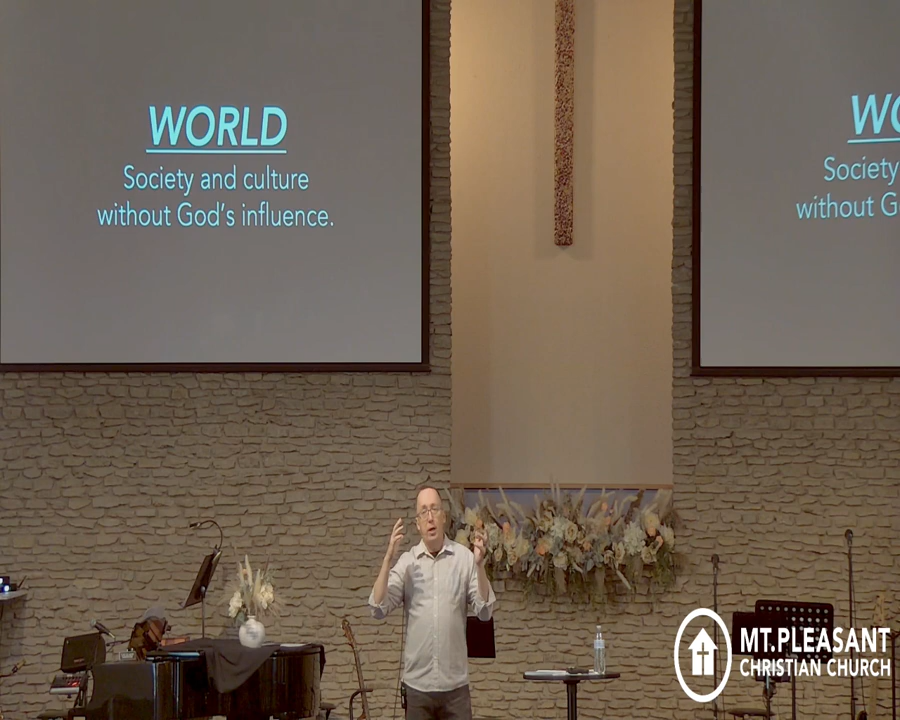 WORLD
Society and culture
without God's influence.
WO
Society
without G
MT.PLEASANT
CHRISTIAN CHURCH